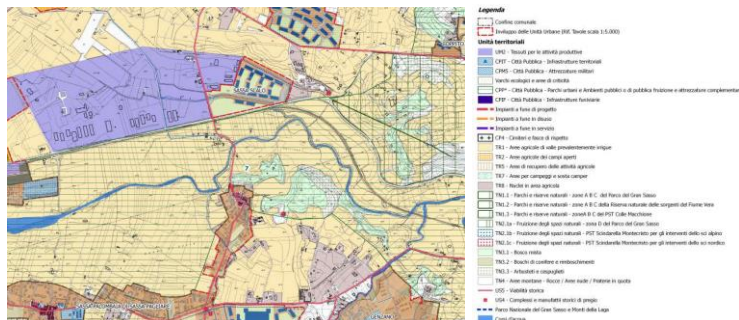 SASSA SCALO
GENZANO
Legenda
Confine comunale
Inviluppo delle Unità Urbane (Rif. Tavole scala 1:5.000)
Unità territoriali
UM2 - Tessuti per le attività produttive
CPIT - Città Pubblica - Infrastrutture territoriali
CPMS - Città Pubblica - Attrezzature militari
Varchi ecologici e aree di criticità
CPP* - Città Pubblica - Parchi urbani e Ambienti pubblici o di pubblica fruizione e attrezzature complementari
CPIF - Città Pubblica - Infrastrutture funiviarie
Impianti a fune di progetto
Impianti a fune in disuso
Impianti a fune in servizio
CP4 - Cimiteri e fasce di rispetto
TR1 - Aree agricole di valle prevalentemente irrigue
TR2 - Aree agricole dei campi aperti
TR5 - Aree di recupero delle attività agricole
TR7 - Aree per campeggi e sosta camper
TR8 - Nuclei in area agricola
TN1.1 - Parchi e riserve naturali - zone A B C del Parco del Gran Sasso
TN1.2 - Parchi e riserve naturali - zone A B C della Riserva naturale delle sorgenti del Fiume Vera
TN1.3 - Parchi e riserve naturali - zone A B C del PST Colle Macchione
TN2.1a - Fruizione degli spazi naturali - zona D del Parco del Gran Sasso
TN2.1b - Fruizione degli spazi naturali - PST Scindarella Montecristo per gli interventi dello sci alpino
TN2.1c - Fruizione degli spazi naturali - PST Scindarella Montecristo per gli interventi dello sci nordico
TN3.1 - Bosco misto
TN3.2 - Boschi di conifere e rimboschimenti
TN3.3 - Arbusteti e cespuglieti
TN4 - Aree montane - Rocce / Aree nude / Praterie in quota
US5 - Viabilità storica
US4 - Complessi e manufatti storici di pregio
Parco Nazionale del Gran Sasso e Monti della Laga
Corsi d'acqua